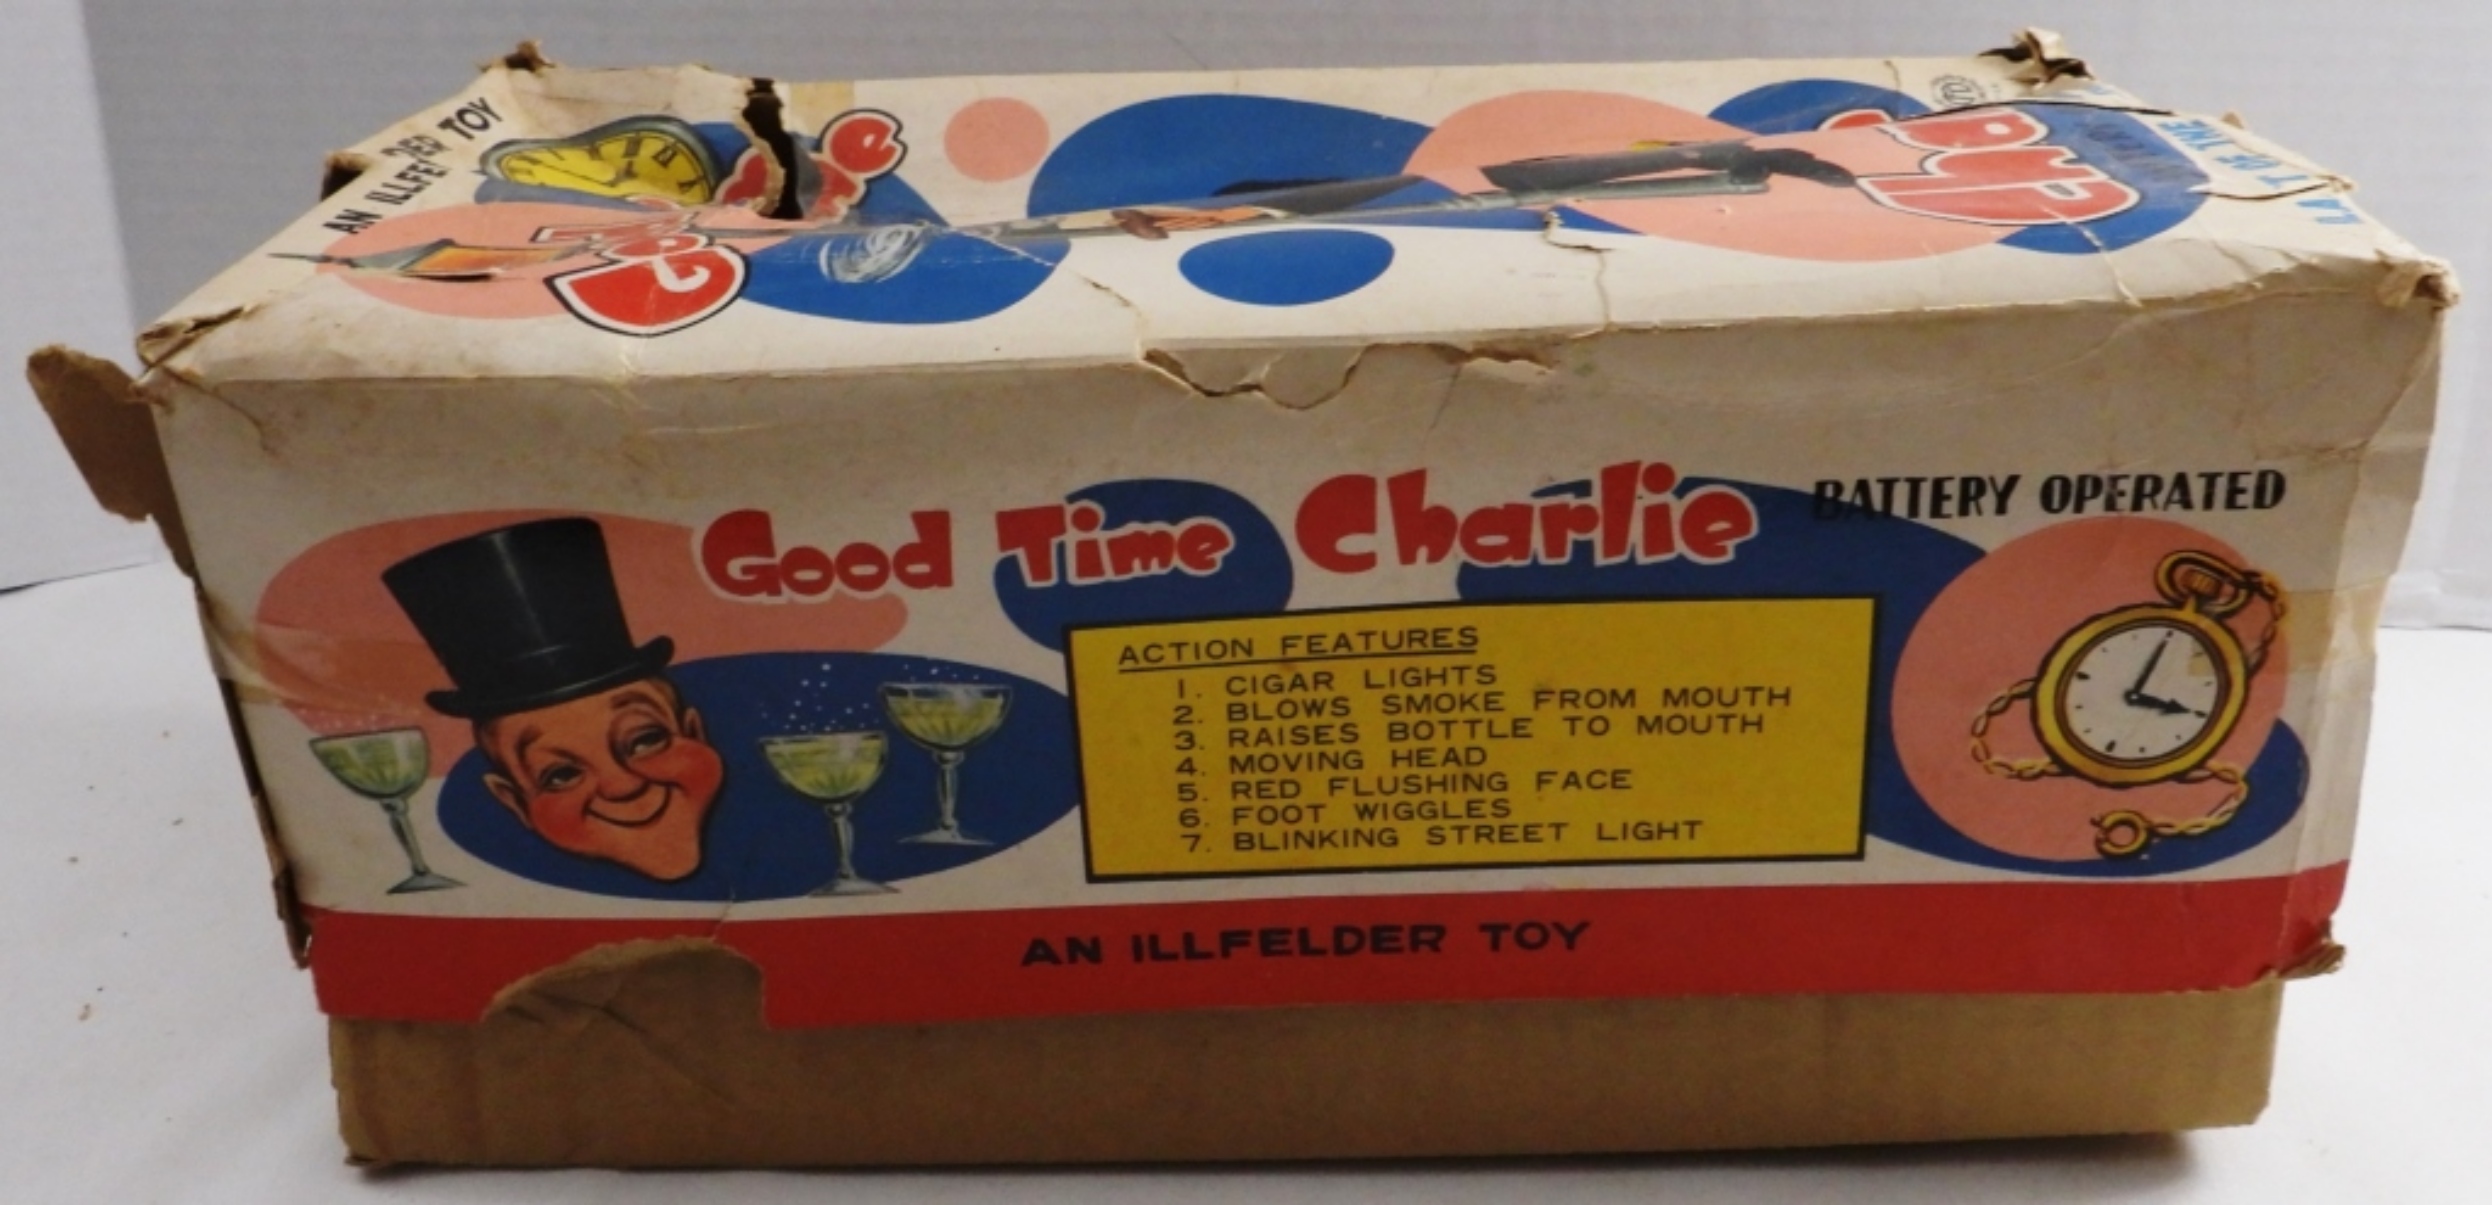 AN ILLFE DER TOY
Good Time Charlie
BATTERY OPERATED
ACTION FEATURES
1. CIGAR LIGHTS
2. BLOWS SMOKE FROM MOUTH
3. RAISES BOTTLE TO MOUTH
4. MOVING HEAD
5. RED FLUSHING FACE
6. FOOT WIGGLES
7. BLINKING STREET LIGHT
AN ILLFELDER TOY